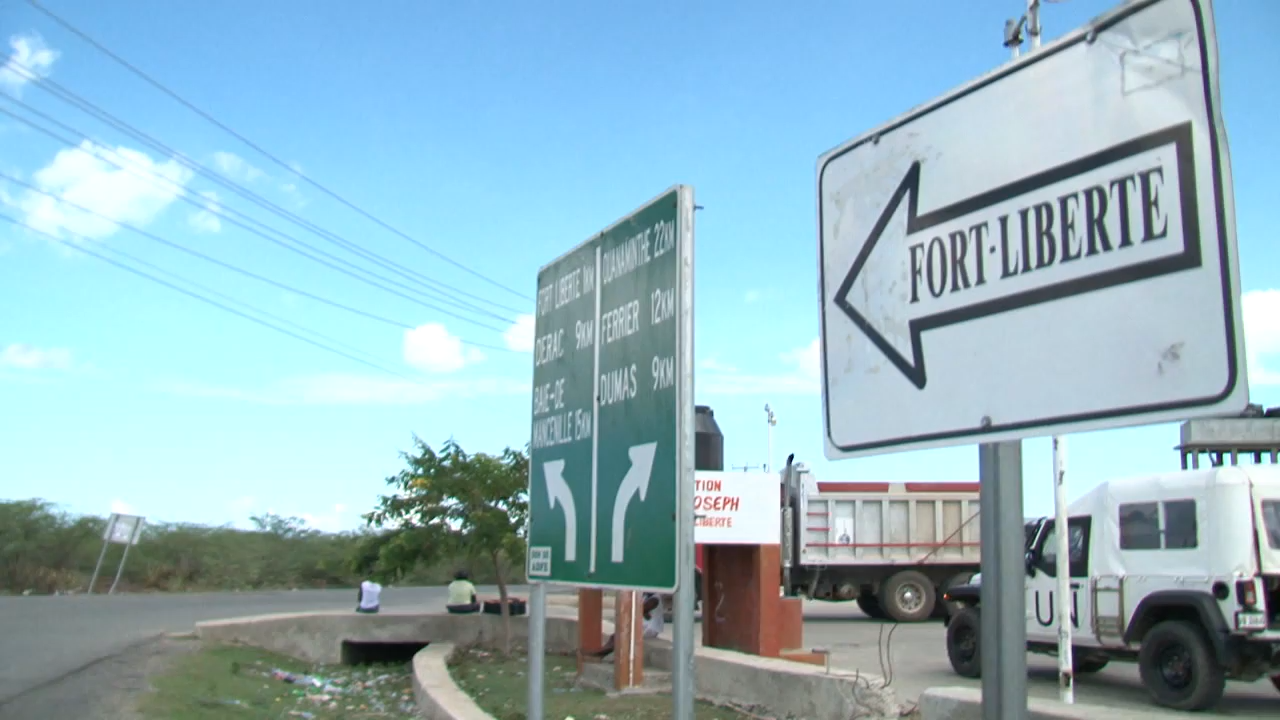 FORT LIBERTE 1KM
DERAC 9KM
BAIE-DE
MANCENILLE 15KM
OUANAMINTHE 22KM
FERRIER 12KM
DUMAS 9KM
FORT-LIBERTE
TION
OSEPH
LIBERTE
UN